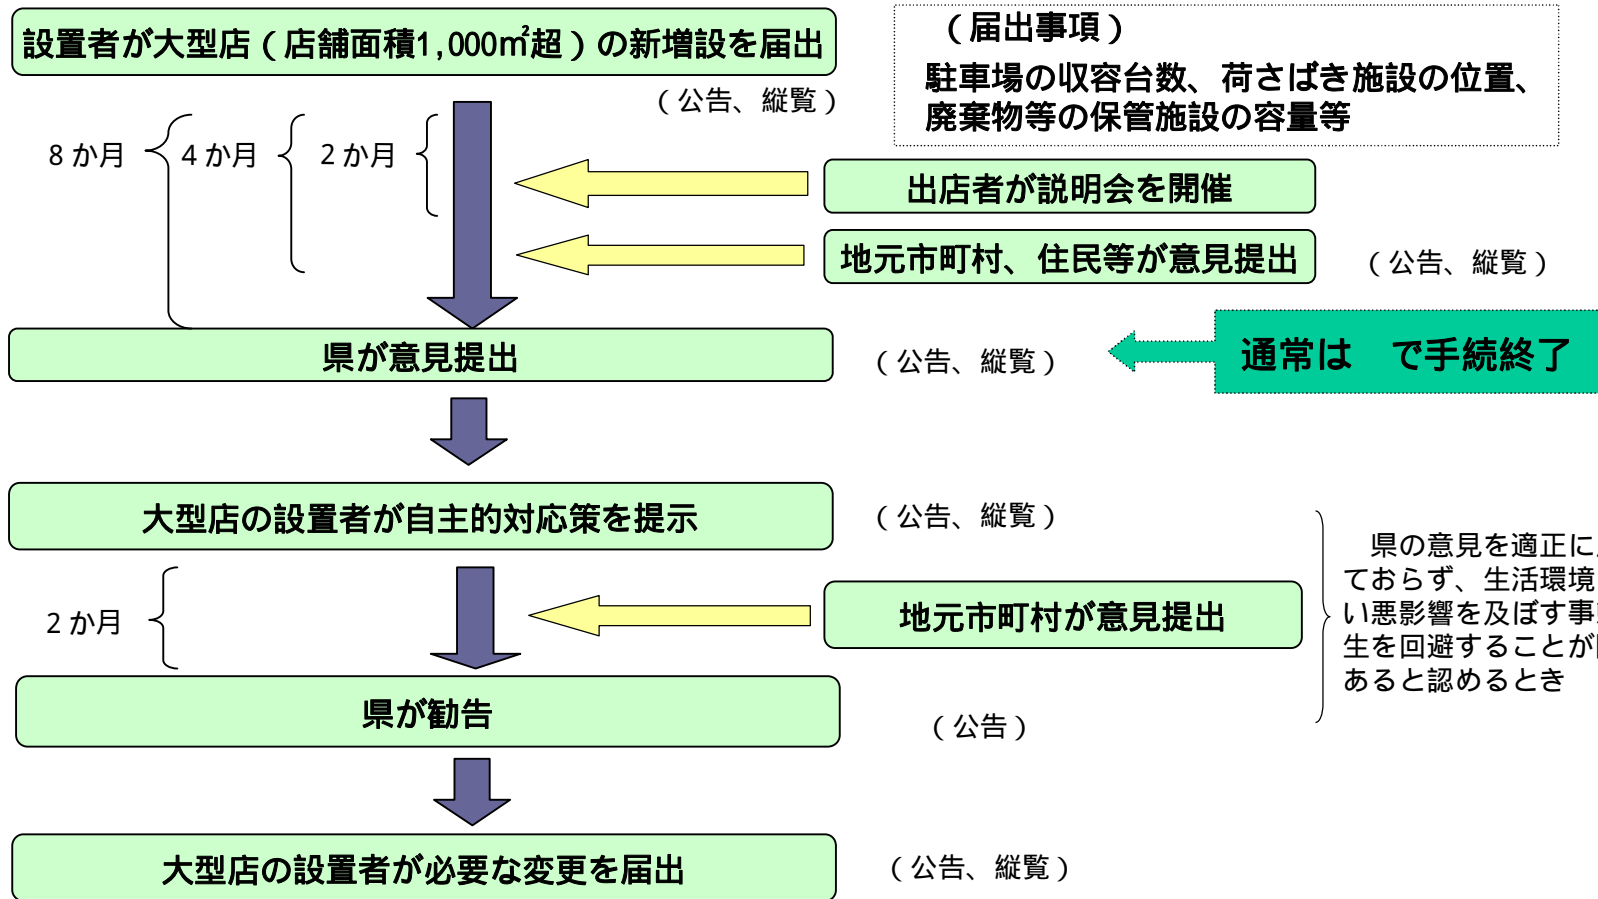 設置者が大型店（店舗面積1,000㎡超）の新増設を届出
（届出事項）
駐車場の収容台数、荷さばき施設の位置、
廃棄物等の保管施設の容量等
（公告、縦覧）
8か月
4か月
2か月
出店者が説明会を開催
地元市町村、住民等が意見提出
（公告、縦覧）
県が意見提出
（公告、縦覧）
通常は　で手続終了
大型店の設置者が自主的対応策を提示
（公告、縦覧）
2か月
地元市町村が意見提出
県の意見を適正に
ておらず、生活環境
い悪影響を及ぼす事
生を回避することが
あると認めるとき
県が勧告
（公告）
大型店の設置者が必要な変更を届出
（公告、縦覧）